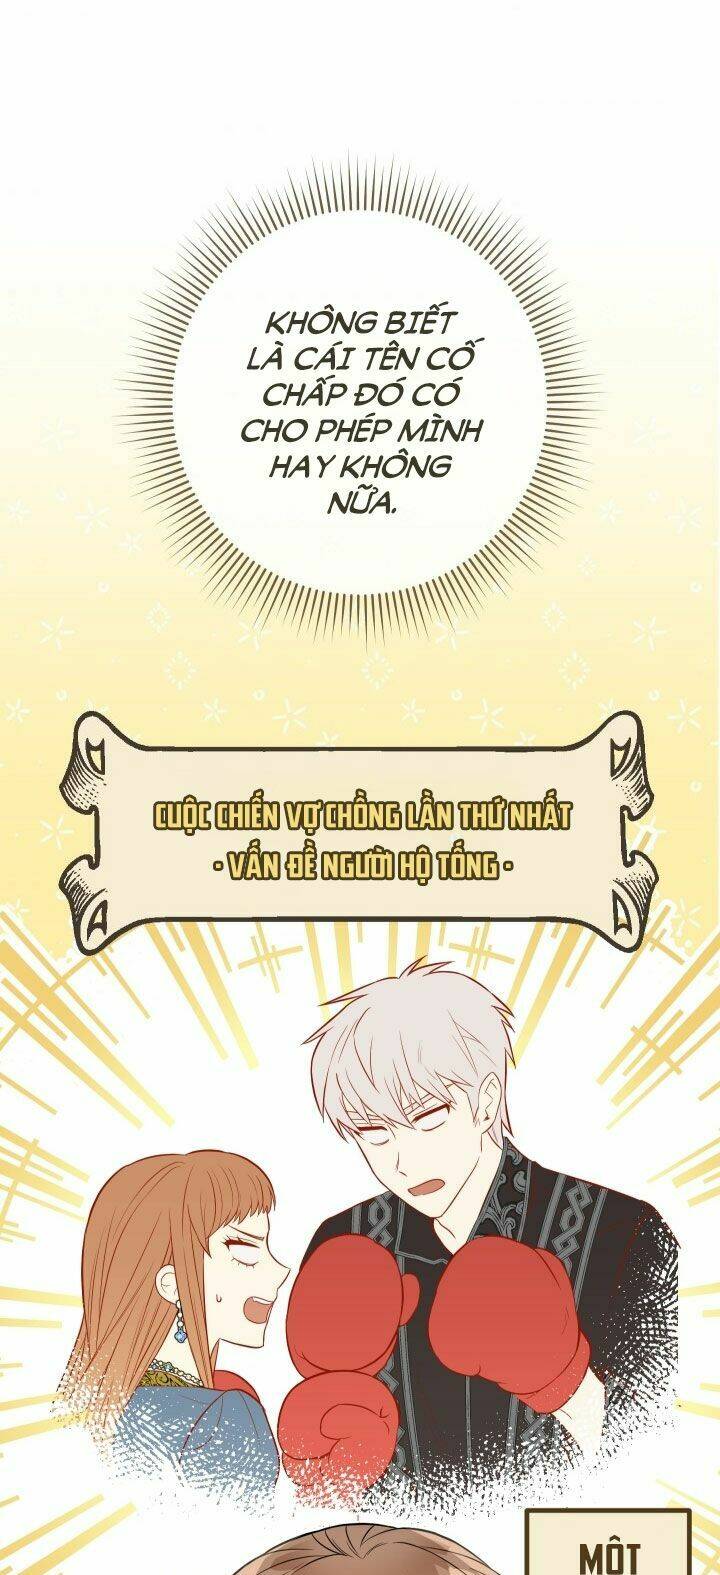 KHÔNG BIẾT
LÀ CÁI TÊN CỐ
CHẤP ĐÓ CÓ
CHO PHÉP MÌNH
HAY KHÔNG
NỮA.
CUỘC CHIẾN VỢ CHỒNG LẦN THỨ NHẤT
· VẤN ĐỀ NGƯỜI HỘ TỐNG ·
MỘT